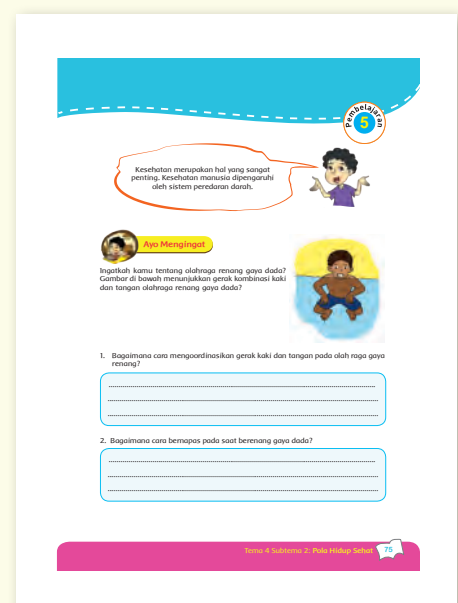 Pembelajaran
5
Kesehatan merupakan hal yang sangat
penting. Kesehatan manusia dipengaruhi
oleh sistem peredaran darah.
Ayo Mengingat
Ingatkah kamu tentang olahraga renang gaya dada?
Gambar di bawah menunjukkan gerak kombinasi kaki
dan tangan olahraga renang gaya dada?
1. Bagaimana cara mengoordinasikan gerak kaki dan tangan pada olah raga gaya
renang?
2. Bagaimana cara bernapas pada saat berenang gaya dada?
Tema 4 Subtema 2: Pola Hidup Sehat
75